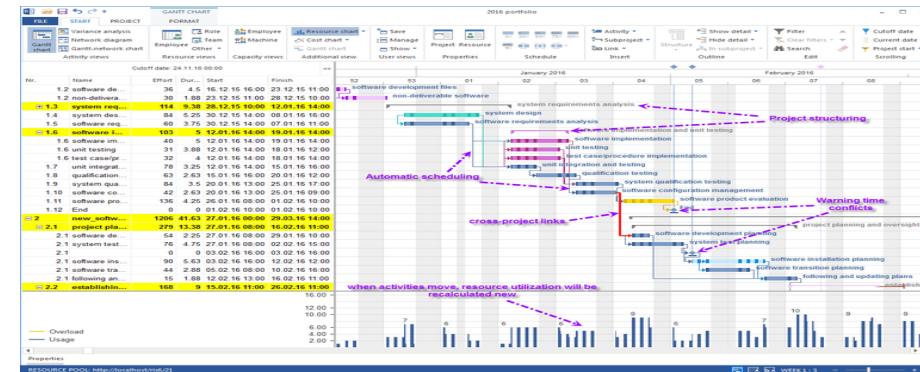 GANTT CHART
2016 portfolio
FILE START PROJECT FORMAT
Variance analysis
Network diagram
Gantt-network chart
Gantt chart
Activity views
Employee
Role
Team
Other
Resource views
Employee
Machine
Capacity views
Resource chart
Cost chart
Gantt chart
Additional view
Save
Manage
Show
User views
Project Resource
Properties
Schedule
Activity
Subproject
Link
Insert
Structure
Show detail
Hide detail
In subproject
Outline
Filter
Clear filters
Search
Edit
Cutoff date
Current date
Project start
Scrolling
Cutoff date: 24.11.16 00:00
January 2016
February 2016
Nr. Name Effort Dur... Start Finish
52 53 01 02 03 04 05 06 07 08
1.2 software de... 36 4.5 16.12.15 16:00 23.12.15 11:00
1.2 non-delivera... 30 1.88 23.12.15 11:00 28.12.15 10:00
1.3 system req... 114 9.38 28.12.15 10:00 12.01.16 14:00
1.4 system des... 84 5.25 30.12.15 14:00 08.01.16 16:00
1.5 software req... 60 3.75 30.12.15 14:00 07.01.16 11:00
1.6 software i... 103 5 12.01.16 14:00 19.01.16 14:00
1.6 software im... 40 5 12.01.16 14:00 19.01.16 14:00
1.6 unit testing 31 3.88 12.01.16 14:00 18.01.16 12:00
1.6 test case/pr... 32 4 12.01.16 14:00 18.01.16 14:00
1.7 unit integrat... 78 3.25 12.01.16 14:00 15.01.16 16:00
1.8 qualification... 63 2.63 15.01.16 16:00 20.01.16 12:00
1.9 system qua... 84 3.5 20.01.16 13:00 25.01.16 17:00
1.10 software co... 42 2.63 20.01.16 13:00 25.01.16 09:00
1.11 software pro... 136 4.25 26.01.16 08:00 01.02.16 10:00
1.12 End 0 0 01.02.16 10:00 01.02.16 10:00
2 new_softw... 1206 41.63 27.01.16 00:00 29.03.16 14:00
2.1 project pla... 279 13.38 27.01.16 08:00 16.02.16 11:00
2.1 software de... 54 2.25 27.01.16 08:00 29.01.16 10:00
2.1 system test... 76 4.75 27.01.16 08:00 02.02.16 15:00
2.1 0 0 03.02.16 16:00 03.02.16 16:00
2.1 software ins... 90 5.63 03.02.16 16:00 12.02.16 12:00
2.1 software tra... 44 2.88 05.02.16 08:00 10.02.16 16:00
2.1 following an... 15 1.88 12.02.16 13:00 16.02.16 11:00
2.2 establishin... 168 9 15.02.16 11:00 26.02.16 11:00
software development files
non-deliverable software
system requirements analysis
system design
software requirements analysis
software implementation and unit testing
software implementation
unit testing
test case/procedure implementation
unit integration and testing
qualification testing
system qualification testing
software configuration management
software product evaluation
project planning and oversight
software development planning
system test planning
software installation planning
software transition planning
following and updating plans
Project structuring
Automatic scheduling
cross-project links
Warning time conflicts
when activities move, resource utilization will be recalculated new.
16.00
12.00
10.00
6.00
4.00
2.00
7 6 6 9 6 7 10 9
Overload
Usage
Properties
RESOURCE POOL: http://localhost/ris6/21
WEEK 1 : 3